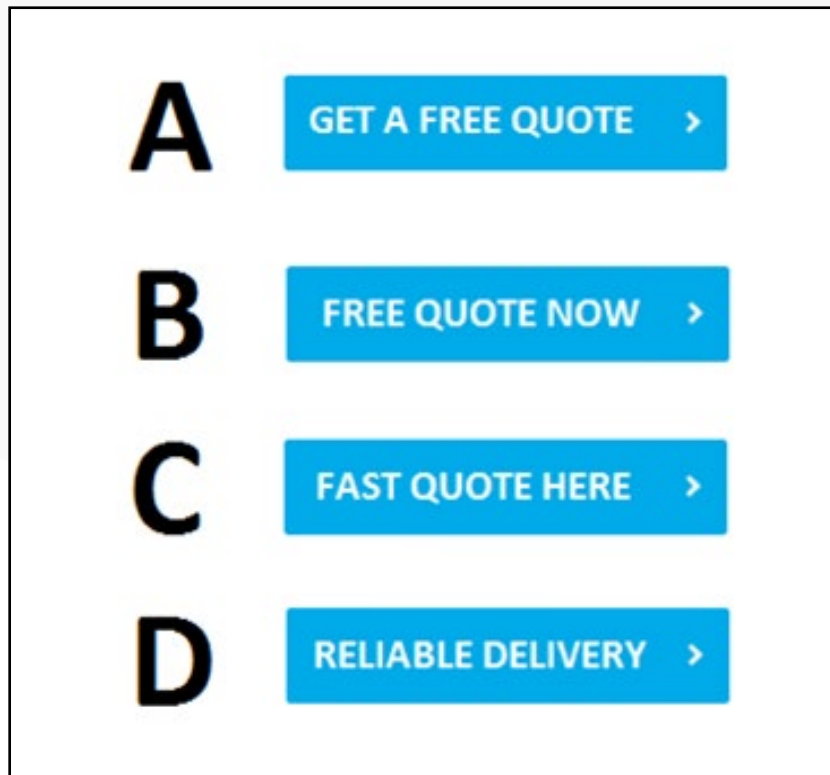 A GET A FREE QUOTE >
B FREE QUOTE NOW >
C FAST QUOTE HERE >
D RELIABLE DELIVERY >